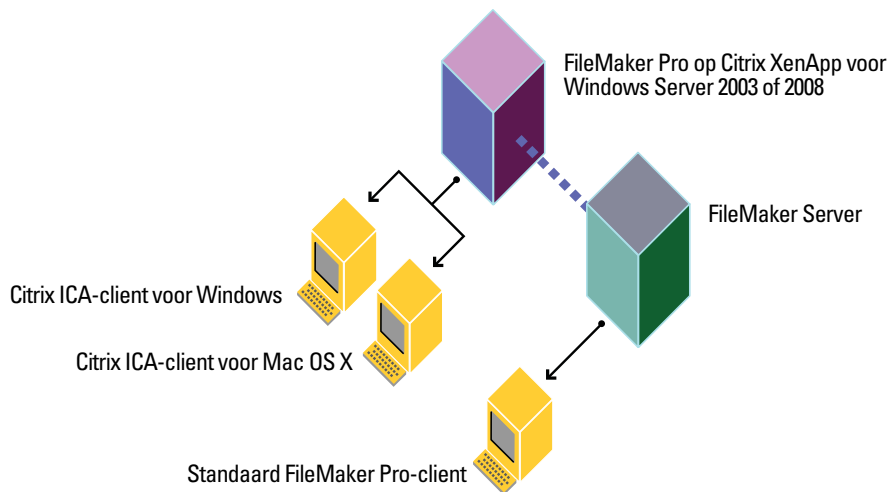 FileMaker Pro op Citrix XenApp voor
Windows Server 2003 of 2008
FileMaker Server
Citrix ICA-client voor Windows
Citrix ICA-client voor Mac OS X
Standaard FileMaker Pro-client